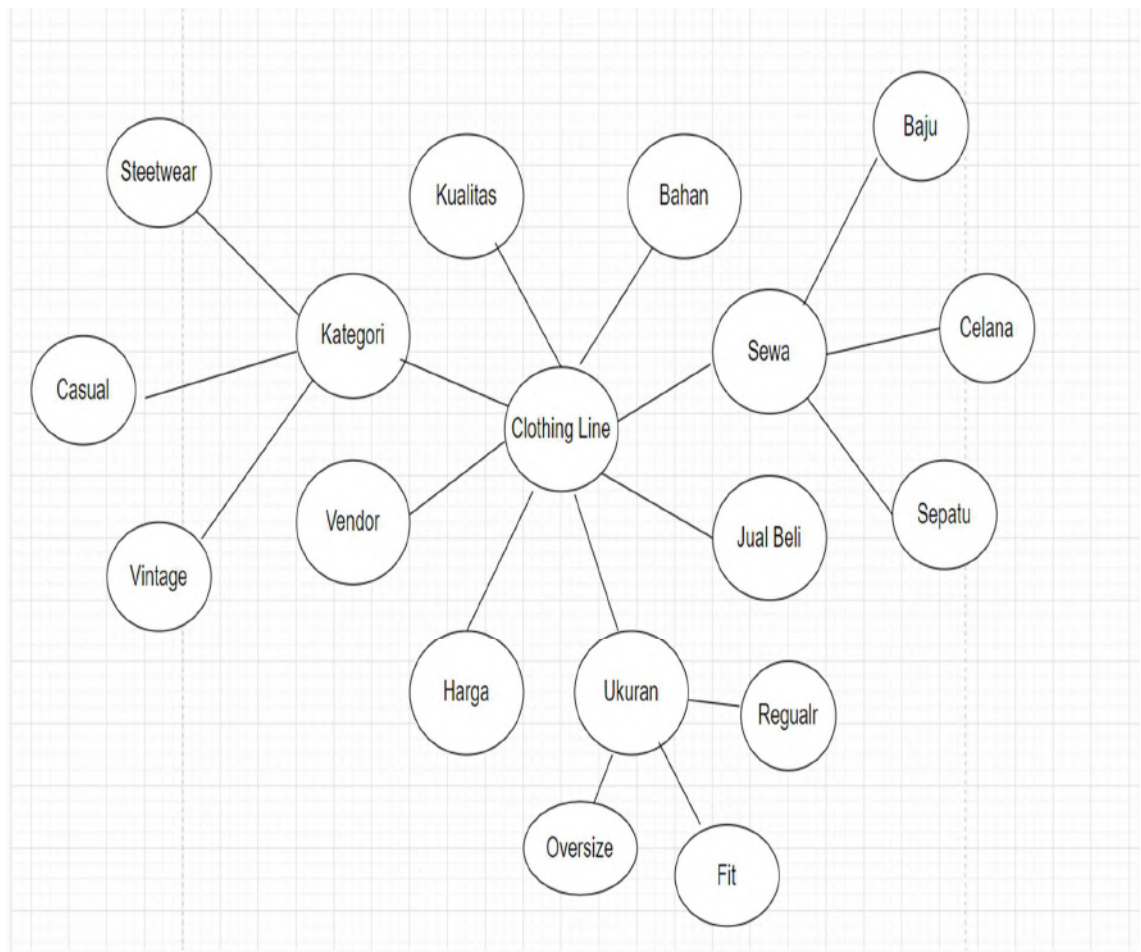 Baju
Steetwear
Kualitas
Bahan
Kategori
Sewa
Celana
Casual
Clothing Line
Vendor
Jual Beli
Sepatu
Vintage
Harga
Ukuran
Regualr
Oversize
Fit